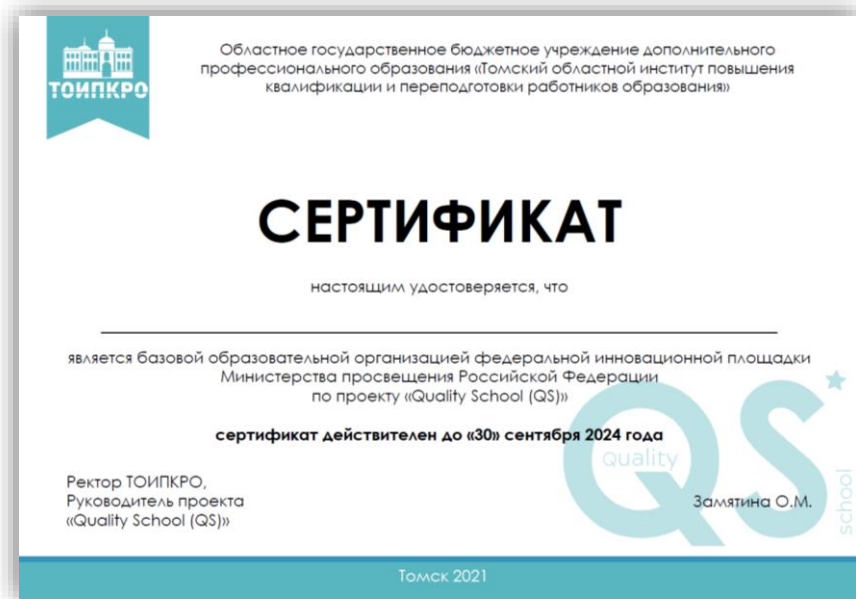 ТОИПКРО
Областное государственное бюджетное учреждение дополнительного
профессионального образования «Томский областной институт повышения
квалификации и переподготовки работников образования»
СЕРТИФИКАТ
настоящим удостоверяется, что
является базовой образовательной организацией федеральной инновационной площадки
Министерства просвещения Российской Федерации
по проекту «Quality School (QS)»
сертификат действителен до «30» сентября 2024 года
Ректор ТОИПКРО,
Руководитель проекта
«Quality School (QS)»
Замятина О.М.
QS
quality
school
Томск 2021